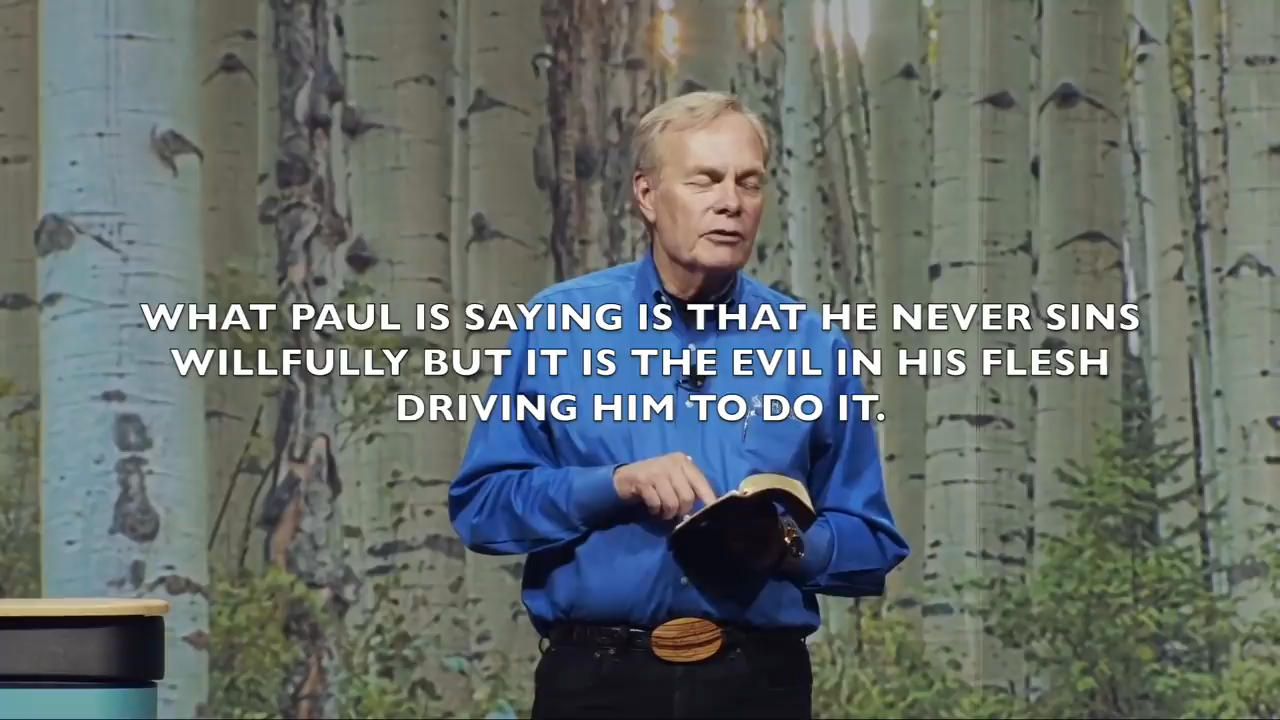 WHAT PAUL IS SAYING IS THAT HE NEVER SINS
WILLFULLY BUT IT IS THE EVIL IN HIS FLESH
DRIVING HIM TO DO IT.